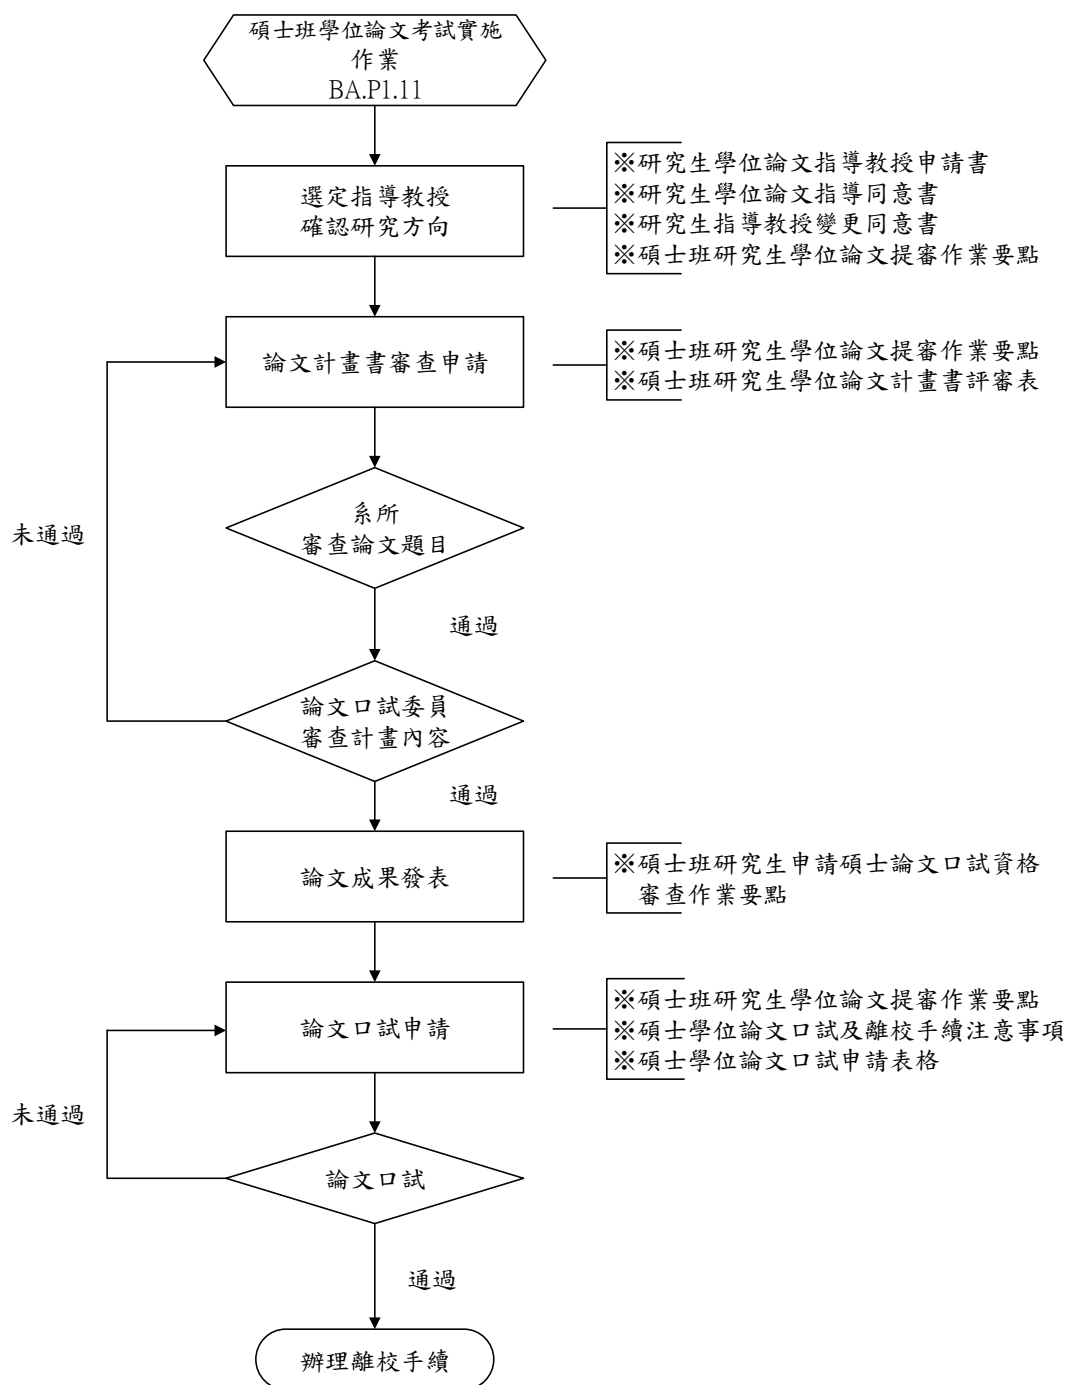 碩士班學位論文考試實施
作業
BA.P1.11
選定指導教授
確認研究方向
※研究生學位論文指導教授申請書
※研究生學位論文指導同意書
※研究生指導教授變更同意書
※碩士班研究生學位論文提審作業要點
論文計畫書審查申請
※碩士班研究生學位論文提審作業要點
※碩士班研究生學位論文計畫書評審表
系所
審查論文題目
未通過
通過
論文口試委員
審查計畫內容
通過
論文成果發表
※碩士班研究生申請碩士論文口試資格
審查作業要點
論文口試申請
※碩士班研究生學位論文提審作業要點
※碩士學位論文口試及離校手續注意事項
※碩士學位論文口試申請表格
未通過
論文口試
通過
辦理離校手續